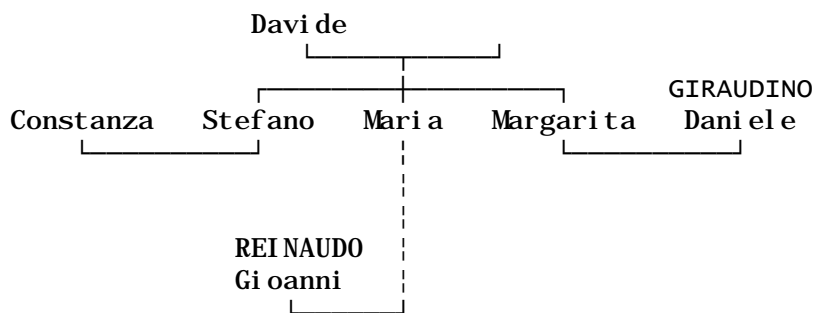 Davide
GIRAUDINO
Constanza Stefano Maria Margarita Daniele
REINAUDO
Gioanni